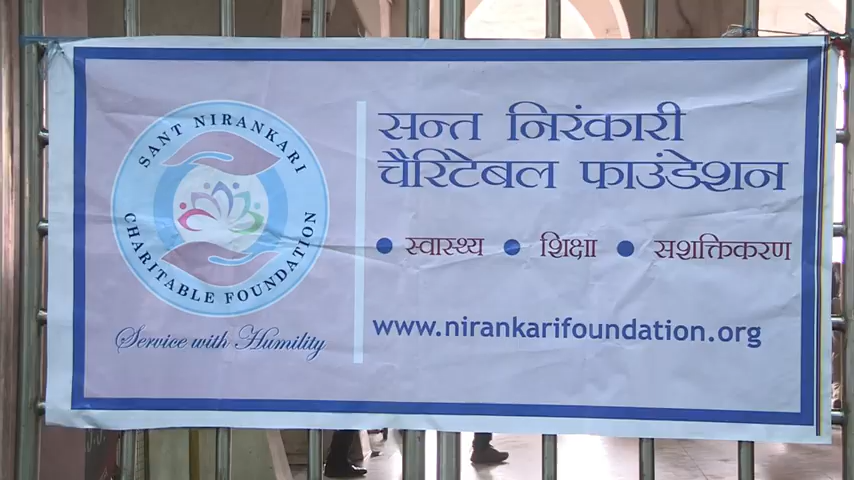 SANT NIRANKARI
CHARITABLE FOUNDATION
Service with Humility
सन्त निरंकारी
चैरिटेबल फाउंडेशन
● स्वास्थ्य ● शिक्षा ● सशक्तिकरण
www.nirankarifoundation.org